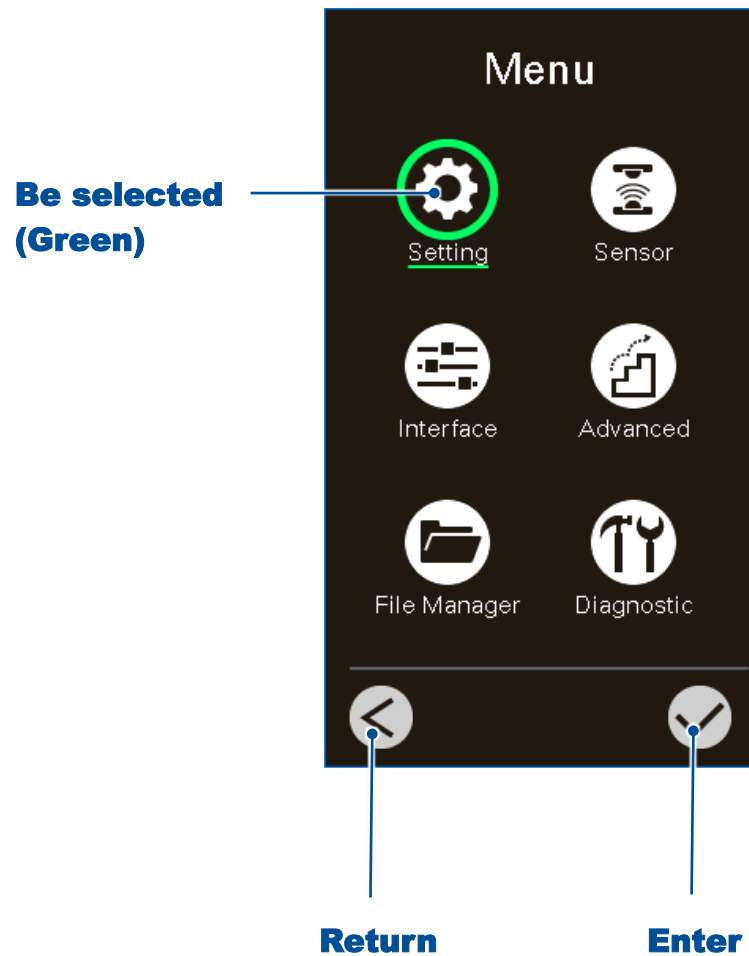 Menu
Be selected
(Green)
Setting
Sensor
Interface
Advanced
File Manager
Diagnostic
Return
Enter